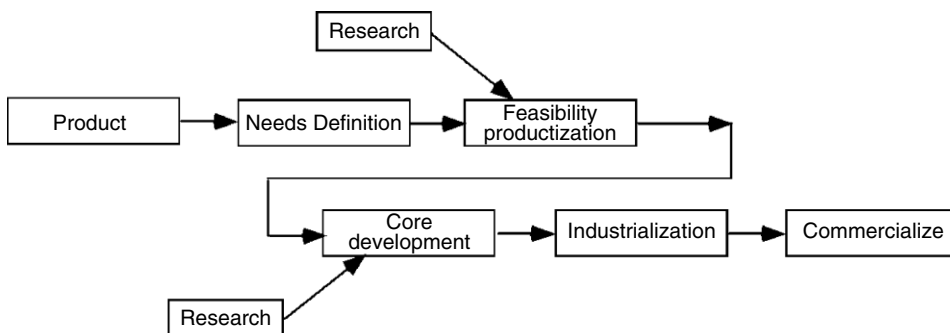 Research
Product
Needs Definition
Feasibility
productization
Core
development
Industrialization
Commercialize
Research